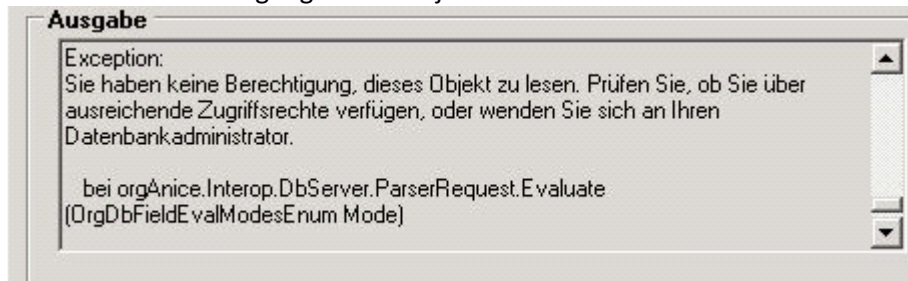 Ausgabe
Exception:
Sie haben keine Berechtigung, dieses Objekt zu lesen. Prüfen Sie, ob Sie über
ausreichende Zugriffsrechte verfügen, oder wenden Sie sich an Ihren
Datenbankadministrator.
bei orgAnice.Interop.DbServer.ParserRequest.Evaluate
(OrgDbFieldEvalModesEnum Mode)